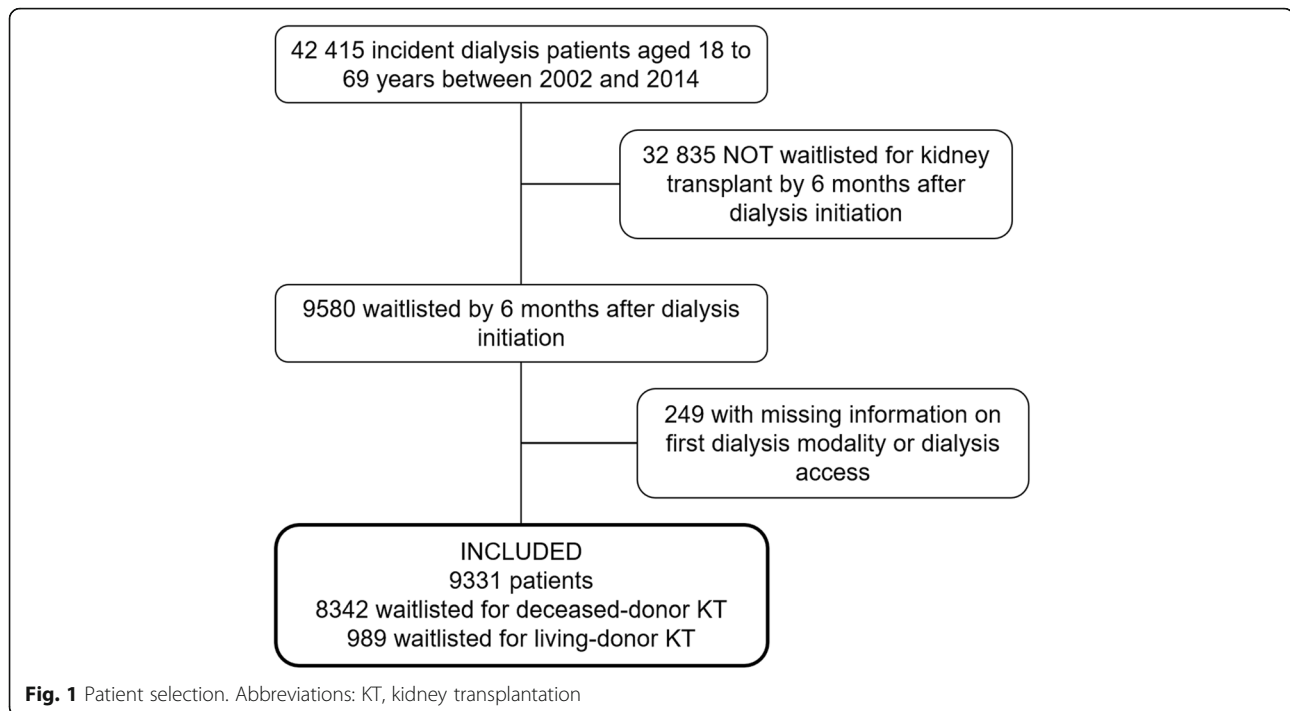 42 415 incident dialysis patients aged 18 to
69 years between 2002 and 2014
32 835 NOT waitlisted for kidney
transplant by 6 months after
dialysis initiation
9580 waitlisted by 6 months after dialysis
initiation
249 with missing information on
first dialysis modality or dialysis
access
INCLUDED
9331 patients
8342 waitlisted for deceased-donor KT
989 waitlisted for living-donor KT
Fig. 1 Patient selection. Abbreviations: KT, kidney transplantation